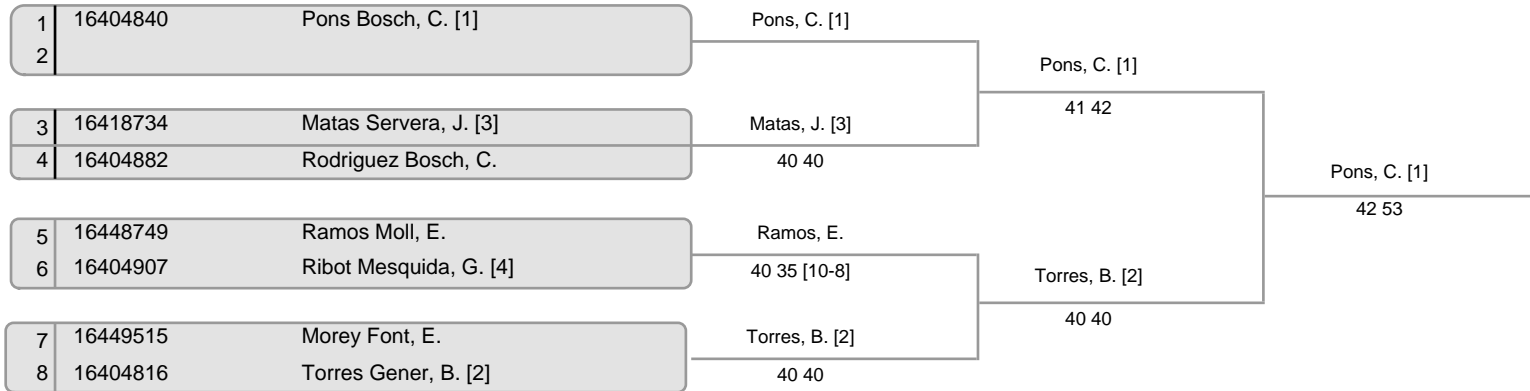 1 16404840 Pons Bosch, C. [1]
2
3 16418734 Matas Servera, J. [3]
4 16404882 Rodriguez Bosch, C.
5 16448749 Ramos Moll, E.
6 16404907 Ribot Mesquida, G. [4]
7 16449515 Morey Font, E.
8 16404816 Torres Gener, B. [2]
Pons, C. [1]
Matas, J. [3]
40 40
Ramos, E.
40 35 [10-8]
Torres, B. [2]
40 40
Pons, C. [1]
41 42
Torres, B. [2]
40 40
Pons, C. [1]
42 53